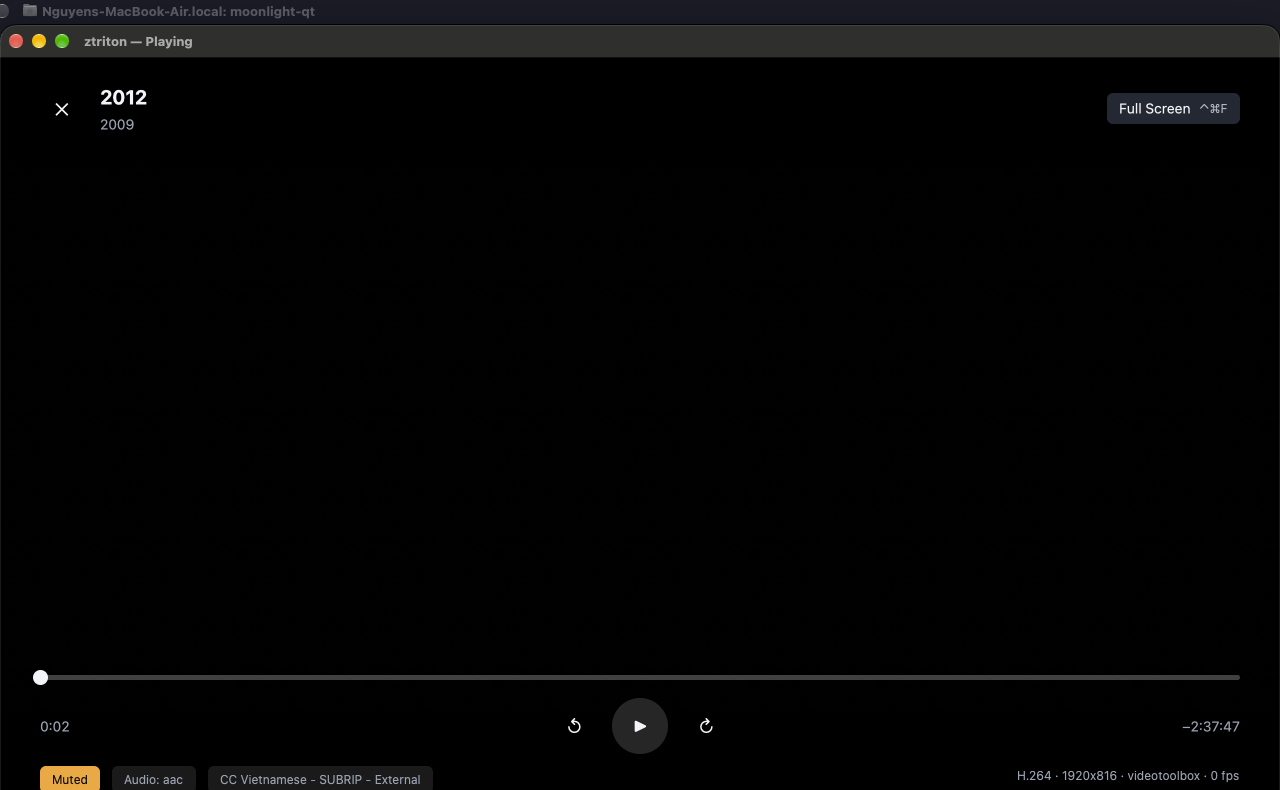 Nguyens-MacBook-Air.local: moonlight-qt
ztriton — Playing
2012
2009
Full Screen ^⌘F
0:02
−2:37:47
Muted
Audio: aac
CC Vietnamese - SUBRIP - External
H.264 · 1920x816 · videotoolbox · 0 fps